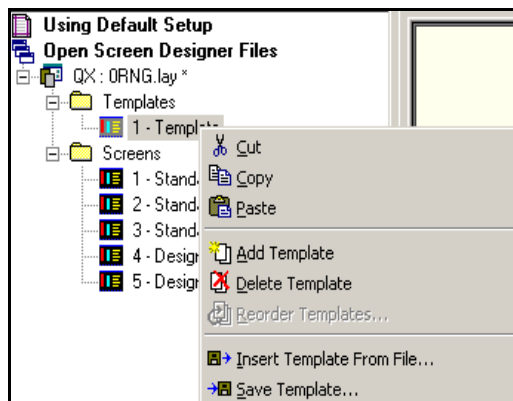 Using Default Setup
Open Screen Designer Files
QX : 0RNG.lay *
Templates
1 - Template
Screens
1 - Stand
2 - Stand
3 - Stand
4 - Design
5 - Design
Cut
Copy
Paste
Add Template
Delete Template
Reorder Templates...
Insert Template From File...
Save Template...